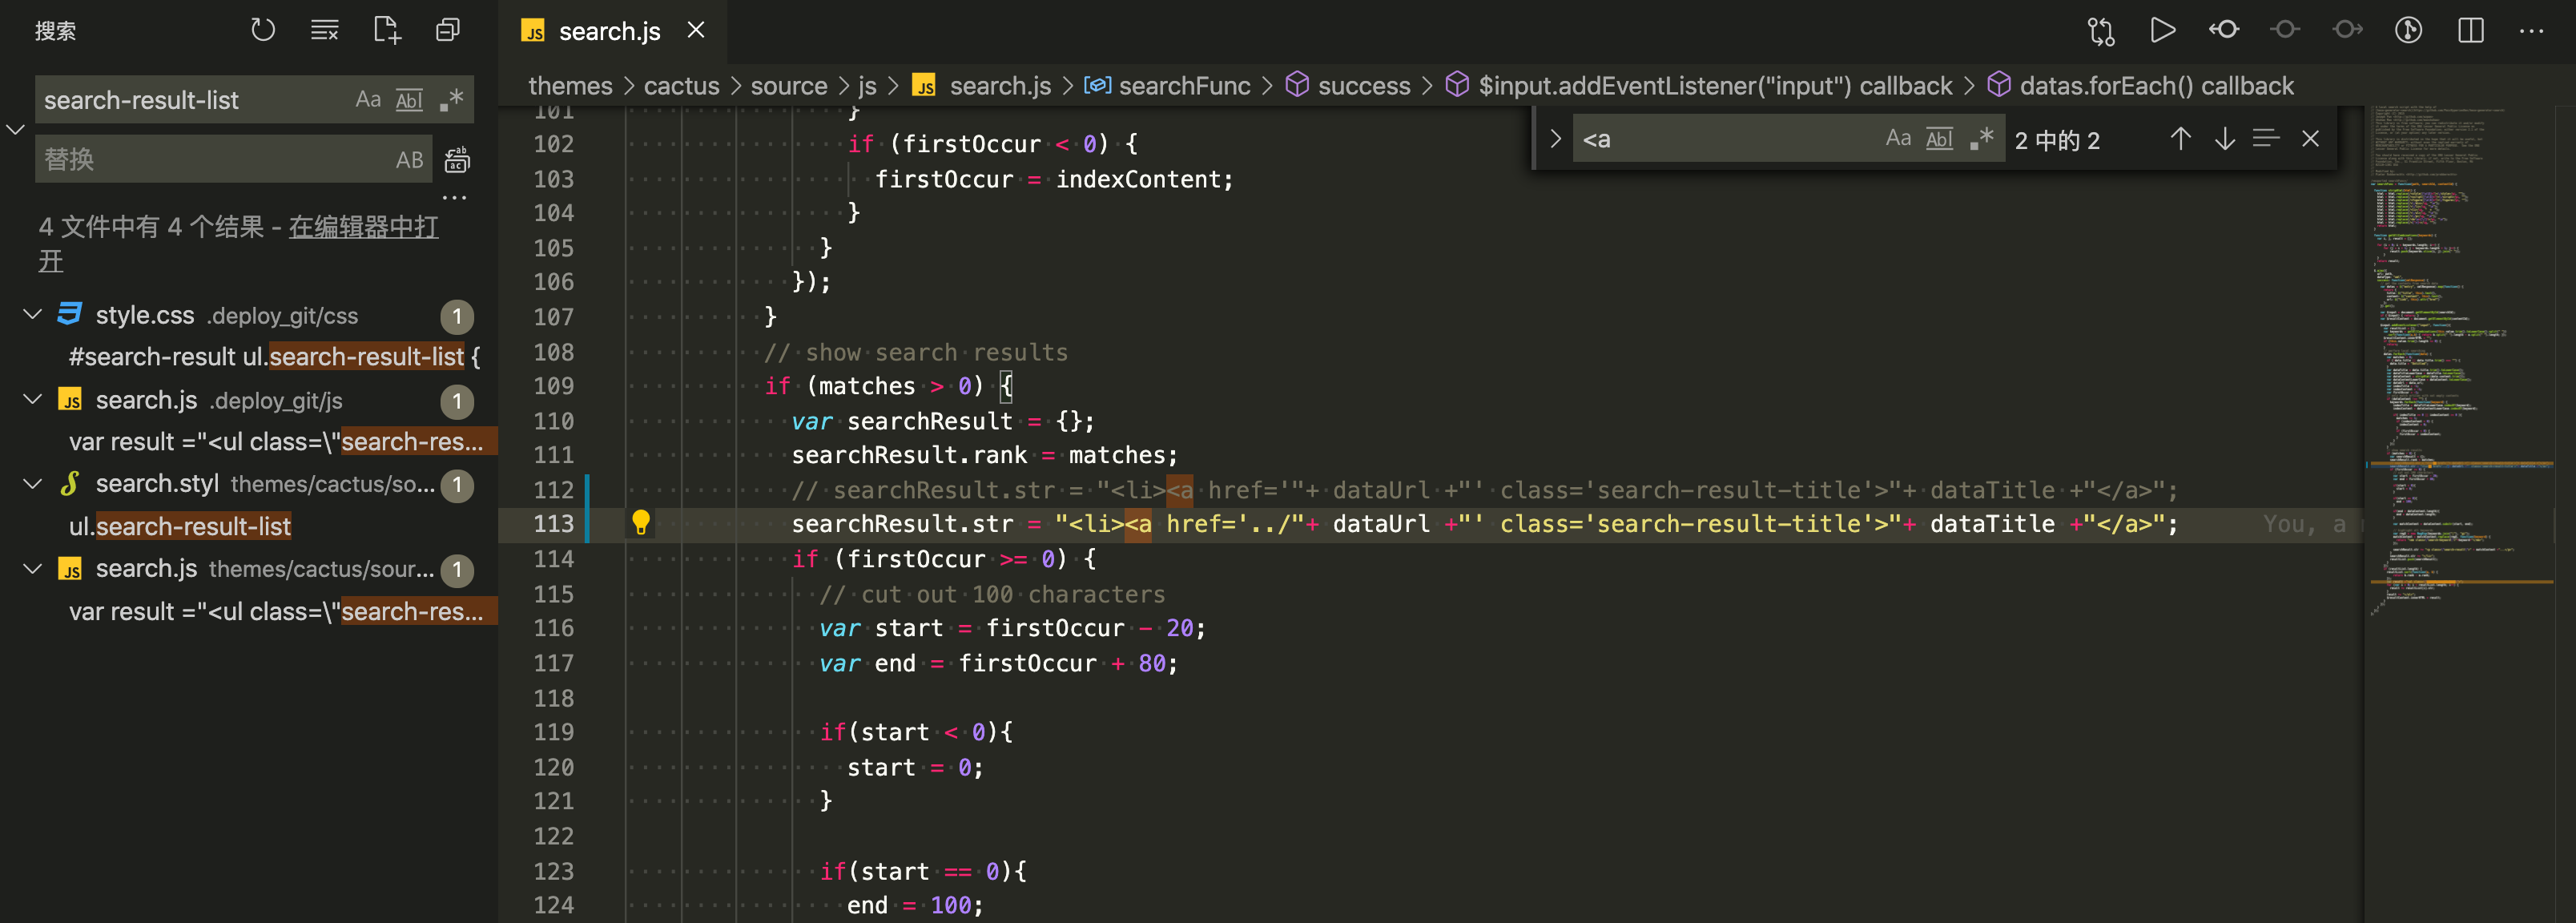 搜索
search-result-list Aa Abl .*
替换 AB
4 文件中有 4 个结果 - 在编辑器中打
开
style.css .deploy_git/css 1
#search-result ul.search-result-list {
search.js .deploy_git/js 1
var result ="<ul class=\"search-res...
search.styl themes/cactus/so... 1
ul.search-result-list
search.js themes/cactus/sour... 1
var result ="<ul class=\"search-res...
JS search.js
themes > cactus > source > js > JS search.js > searchFunc > success > $input.addEventListener("input") callback > datas.forEach() callback
<a Aa Abl .* 2 中的 2
101 }
102 if (firstOccur < 0) {
103 firstOccur = indexContent;
104 }
105 }
106 });
107 }
108 // show search results
109 if (matches > 0) {
110 var searchResult = {};
111 searchResult.rank = matches;
112 // searchResult.str = "<li><a href='"+ dataUrl +"' class='search-result-title'>"+ dataTitle +"</a>";
113 searchResult.str = "<li><a href='../"+ dataUrl +"' class='search-result-title'>"+ dataTitle +"</a>"; You, a
114 if (firstOccur >= 0) {
115 // cut out 100 characters
116 var start = firstOccur - 20;
117 var end = firstOccur + 80;
118
119 if(start < 0){
120 start = 0;
121 }
122
123 if(start == 0){
124 end = 100;